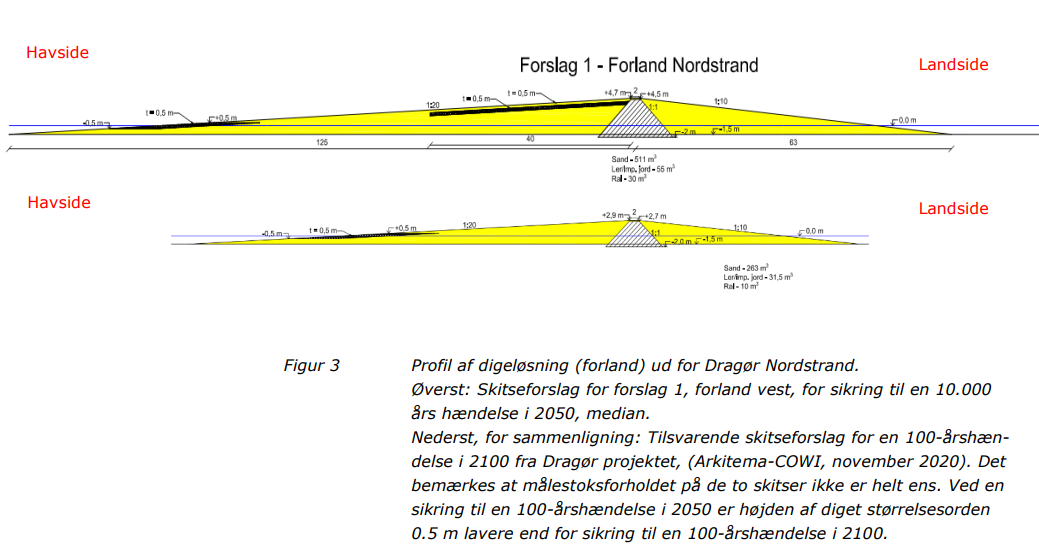 Havside
Forslag 1 - Forland Nordstrand
Landside
t = 0,5 m
t = 0,5 m
t = 0,5 m
1:20
+4,7 m
2
+4,5 m
1:1
1:10
-0,5 m
+0,5 m
0.0 m
-2 m
-1,5 m
125
40
63
Sand - 511 m³
Ler/Imp. jord - 55 m³
Ral - 30 m³
Havside
Landside
+2,9 m
2
+2,7 m
-0,5 m
t = 0,5 m
+0.5 m
1:20
1:1
1:10
0.0 m
-2,0 m
-1,5 m
Sand - 263 m³
Ler/Imp. jord - 31,5 m³
Ral - 10 m³
Figur 3
Profil af digeløsning (forland) ud for Dragør Nordstrand.
Øverst: Skitseforslag for forslag 1, forland vest, for sikring til en 10.000
års hændelse i 2050, median.
Nederst, for sammenligning: Tilsvarende skitseforslag for en 100-årshæn-
delse i 2100 fra Dragør projektet, (Arkitema-COWI, november 2020). Det
bemærkes at målestoksforholdet på de to skitser ikke er helt ens. Ved en
sikring til en 100-årshændelse i 2050 er højden af diget størrelsesorden
0.5 m lavere end for sikring til en 100-årshændelse i 2100.